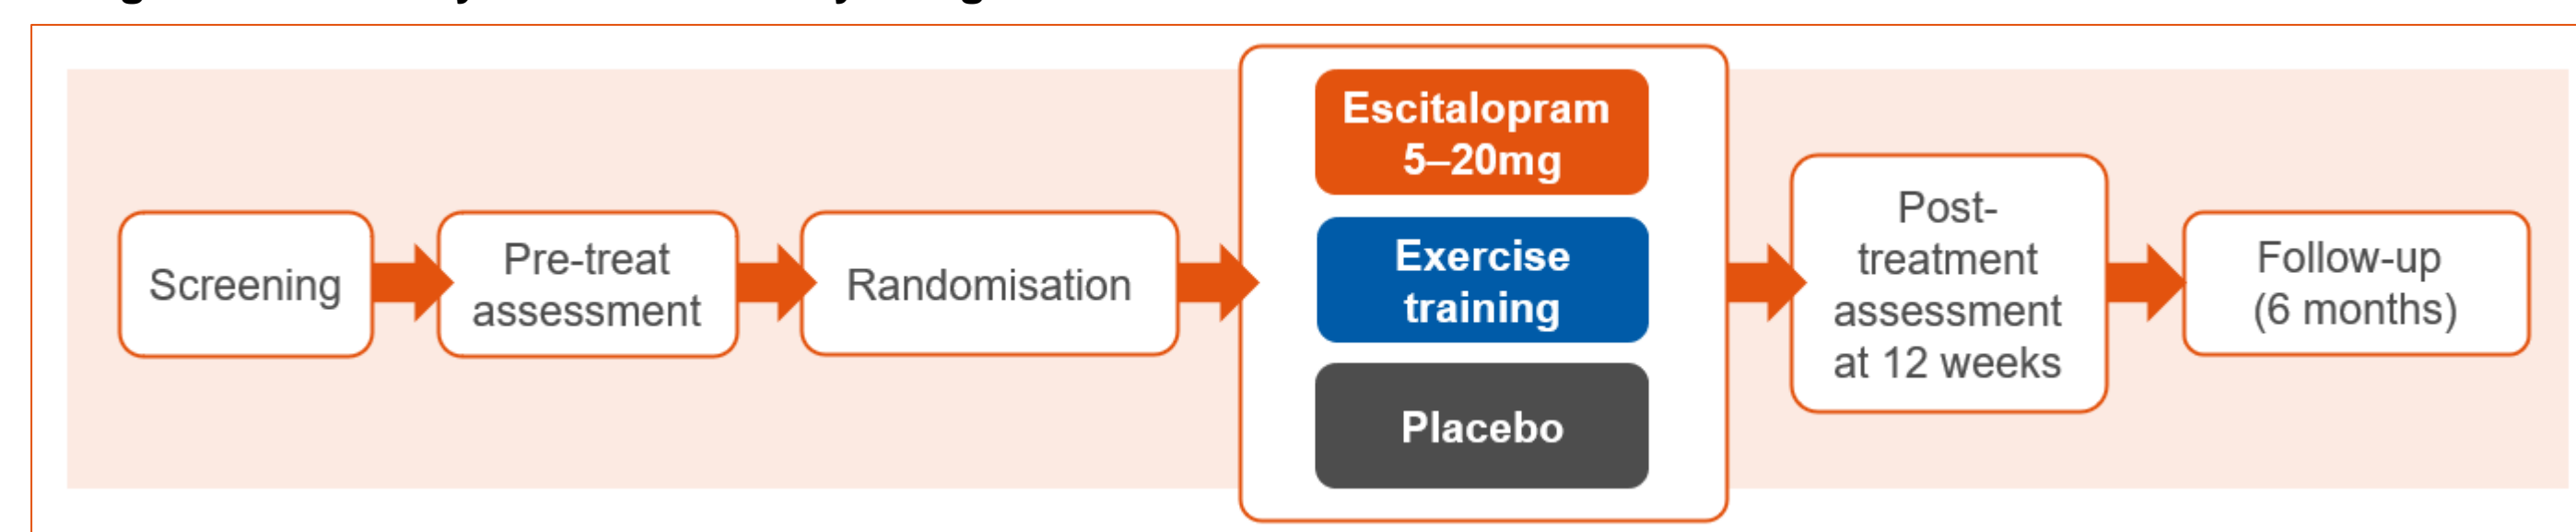 Screening
Pre-treat
assessment
Randomisation
Escitalopram
5–20mg
Exercise
training
Placebo
Post-
treatment
assessment
at 12 weeks
Follow-up
(6 months)